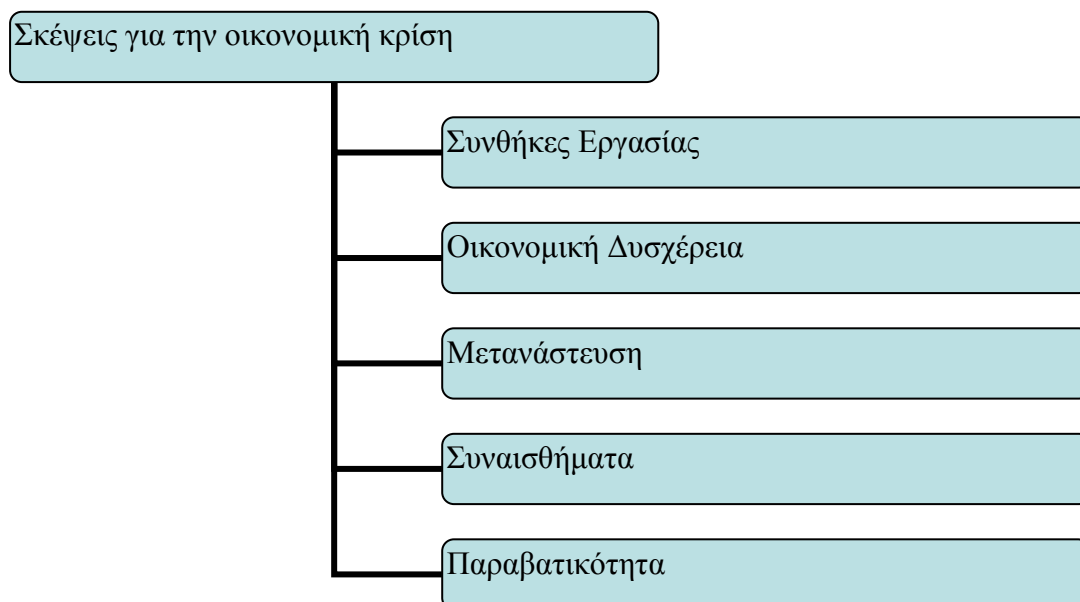 Σκέψεις για την οικονομική κρίση
Συνθήκες Εργασίας
Οικονομική Δυσχέρεια
Μετανάστευση
Συναισθήματα
Παραβατικότητα